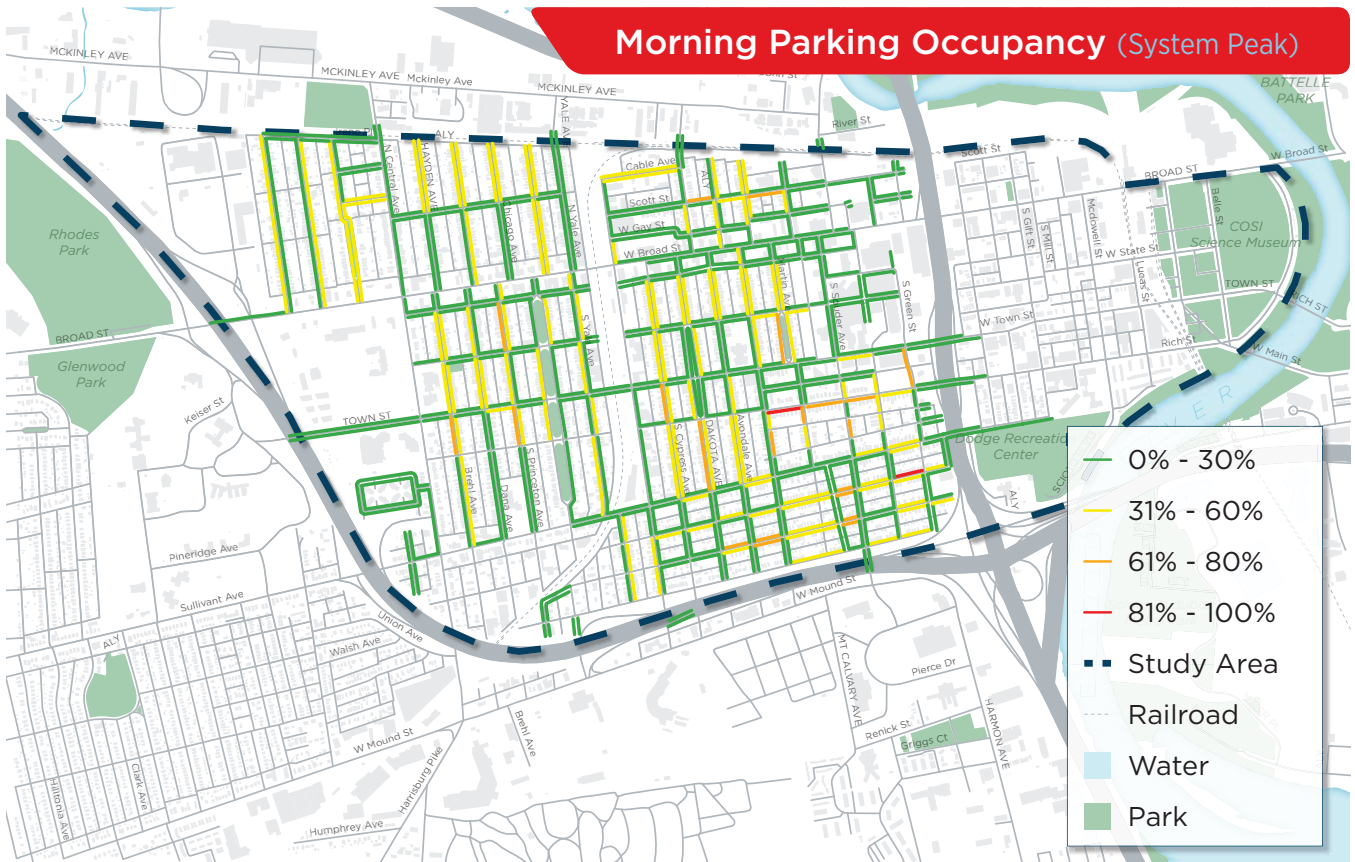 Morning Parking Occupancy (System Peak)
MCKINLEY AVE
MCKINLEY AVE
Mckinley Ave
MCKINLEY AVE
BATTELLE
PARK
River St
YALE AV
ALY
Scott St
W Broad St
BROAD ST
Cable Ave
ALY
N Central Ave
HAYDEN AVE
Chicago Ave
N Yale Ave
Scott St
W Gay St
W Broad St
S Gift St
S Mill St
Mcdowell St
Belle St
COSI
Science Museum
W State St
Lucas St
TOWN ST
RICH ST
Rhodes
Park
BROAD ST
Glenwood
Park
Keiser St
TOWN ST
S Souder Ave
S Green St
W Town St
Rich St
W Main St
S Cypress Ave
DAKOTA AVE
Avondale Ave
Brehl Ave
Dana Ave
S Princeton Ave
Dodge Recreatio
Center
ALY
Pineridge Ave
Sullivant Ave
Union Ave
Walsh Ave
ALY
W Mound St
W Mound St
Harrisburg Pike
Brehl Ave
MT CALVARY AVE
Pierce Dr
Renick St
Griggs Ct
HARMON AVE
Hilltonia Ave
Clark Ave
Humphrey Ave
0% - 30%
31% - 60%
61% - 80%
81% - 100%
Study Area
Railroad
Water
Park